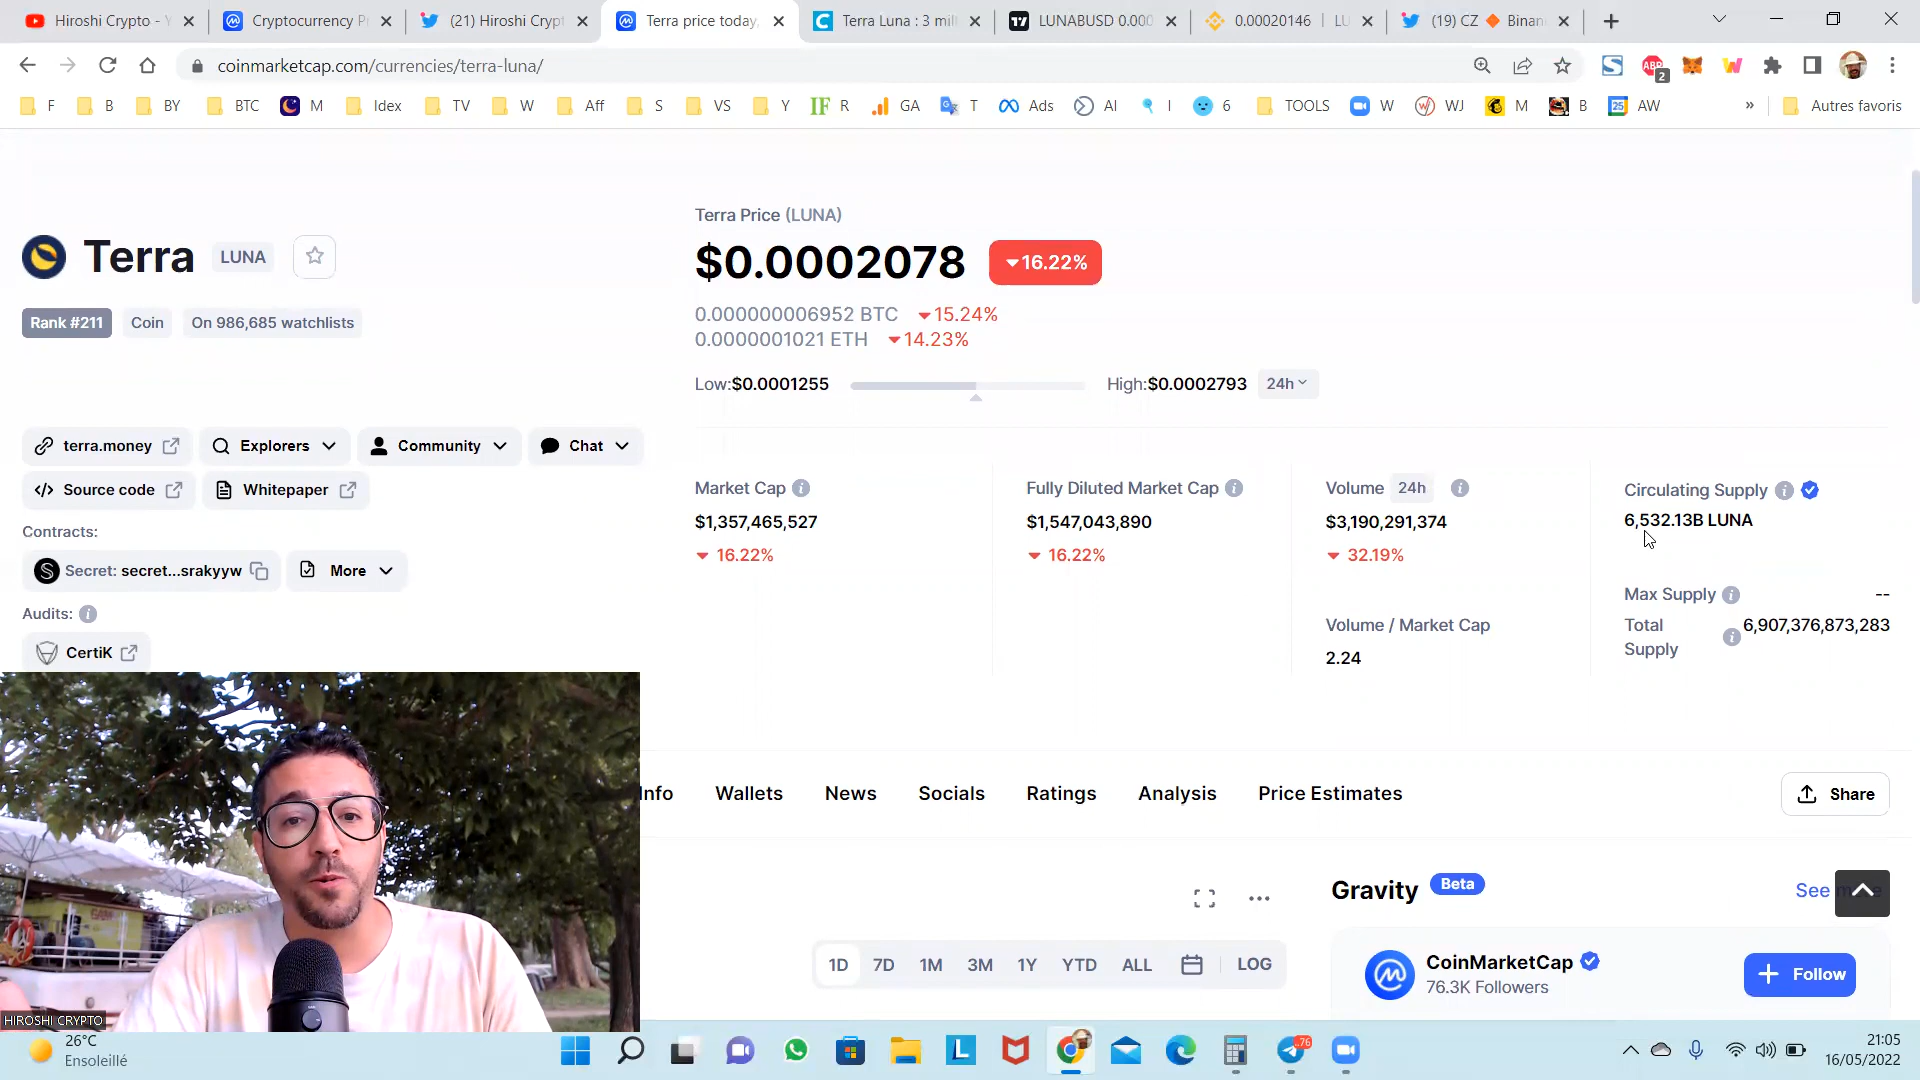 Hiroshi Crypto - Y
Cryptocurrency P
(21) Hiroshi Crypt
Terra price today,
Terra Luna : 3 mill
LUNABUSD 0.000
0.00020146 | LU
(19) CZ 🔶 Binan
coinmarketcap.com/currencies/terra-luna/
ABP
2
F
B
BY
BTC
M
Idex
TV
W
Aff
S
VS
Y
IF R
GA
T
Ads
AI
I
6
TOOLS
W
WJ
M
B
25
AW
»
Autres favoris
Terra LUNA
Rank #211
Coin
On 986,685 watchlists
terra.money
Explorers
Community
Chat
Source code
Whitepaper
Contracts:
Secret: secret...srakyyw
More
Audits:
CertiK
Terra Price (LUNA)
$0.0002078
16.22%
0.000000006952 BTC 15.24%
0.0000001021 ETH 14.23%
Low:$0.0001255
High:$0.0002793
24h
Market Cap
$1,357,465,527
16.22%
Fully Diluted Market Cap
$1,547,043,890
16.22%
Volume 24h
$3,190,291,374
32.19%
Volume / Market Cap
2.24
Circulating Supply
6,532.13B LUNA
Max Supply --
Total Supply 6,907,376,873,283
nfo
Wallets
News
Socials
Ratings
Analysis
Price Estimates
Share
1D
7D
1M
3M
1Y
YTD
ALL
LOG
Gravity Beta
See
CoinMarketCap
76.3K Followers
+ Follow
HIROSHI CRYPTO
26°C
Ensoleillé
L
76
21:05
16/05/2022